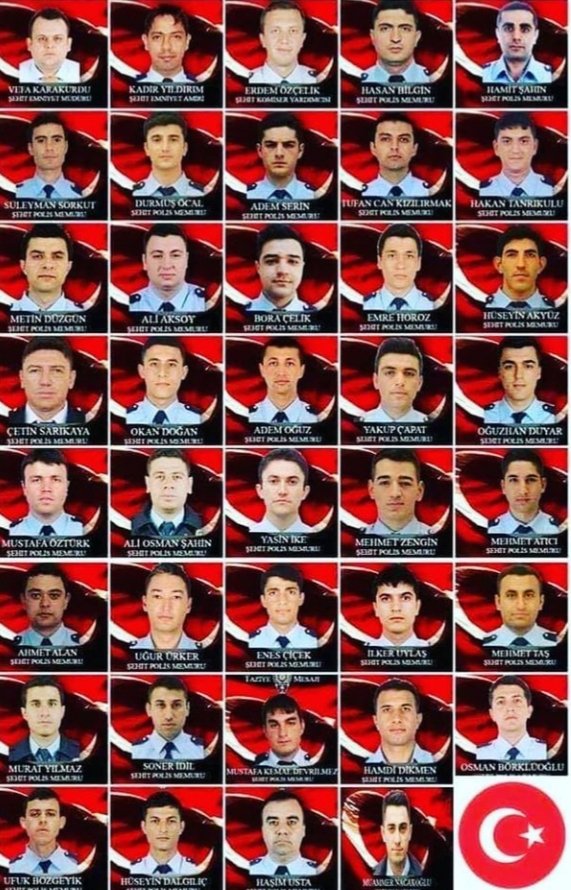 VEFA KARAKURDU
ŞEHİT EMNİYET MÜDÜRÜ
KADİR YILDIRIM
ŞEHİT EMNİYET AMİRİ
ERDEM ÖZÇELİK
ŞEHİT KOMİSER YARDIMCISI
HASAN BİLGİN
ŞEHİT POLİS MEMURU
HAMİT ŞAHİN
ŞEHİT POLİS MEMURU
SÜLEYMAN SORKUT
ŞEHİT POLİS MEMURU
DURMUŞ ÖCAL
ŞEHİT POLİS MEMURU
ADEM SERİN
ŞEHİT POLİS MEMURU
TUFAN CAN KIZILIRMAK
ŞEHİT POLİS MEMURU
HAKAN TANRIKULU
ŞEHİT POLİS MEMURU
METİN DÜZGÜN
ŞEHİT POLİS MEMURU
ALİ AKSOY
ŞEHİT POLİS MEMURU
BORA ÇELİK
ŞEHİT POLİS MEMURU
EMRE HOROZ
ŞEHİT POLİS MEMURU
HÜSEYİN AKYÜZ
ŞEHİT POLİS MEMURU
ÇETİN SARIKAYA
ŞEHİT POLİS MEMURU
OKAN DOĞAN
ŞEHİT POLİS MEMURU
ADEM OĞUZ
ŞEHİT POLİS MEMURU
YAKUP ÇAPAT
ŞEHİT POLİS MEMURU
OĞUZHAN DUYAR
ŞEHİT POLİS MEMURU
MUSTAFA ÖZTÜRK
ŞEHİT POLİS MEMURU
ALİ OSMAN ŞAHİN
ŞEHİT POLİS MEMURU
YASİN İKE
ŞEHİT POLİS MEMURU
MEHMET ZENGİN
ŞEHİT POLİS MEMURU
MEHMET ATICI
ŞEHİT POLİS MEMURU
AHMET ALAN
ŞEHİT POLİS MEMURU
UĞUR ÜRKER
ŞEHİT POLİS MEMURU
ENES ÇİÇEK
ŞEHİT POLİS MEMURU
İLKER UYLAŞ
ŞEHİT POLİS MEMURU
MEHMET TAŞ
ŞEHİT POLİS MEMURU
MURAT YILMAZ
ŞEHİT POLİS MEMURU
SONER İDİL
ŞEHİT POLİS MEMURU
TAZİYE MESAJI
MUSTAFA KEMAL DEVRİLMEZ
ŞEHİT POLİS MEMURU
HAMDİ DİKMEN
ŞEHİT POLİS MEMURU
OSMAN BÖRKLÜOĞLU
UFUK BOZGEYİK
ŞEHİT POLİS MEMURU
HÜSEYİN DALGILIÇ
ŞEHİT POLİS MEMURU
HAŞİM USTA
ŞEHİT POLİS MEMURU
MUAMMER